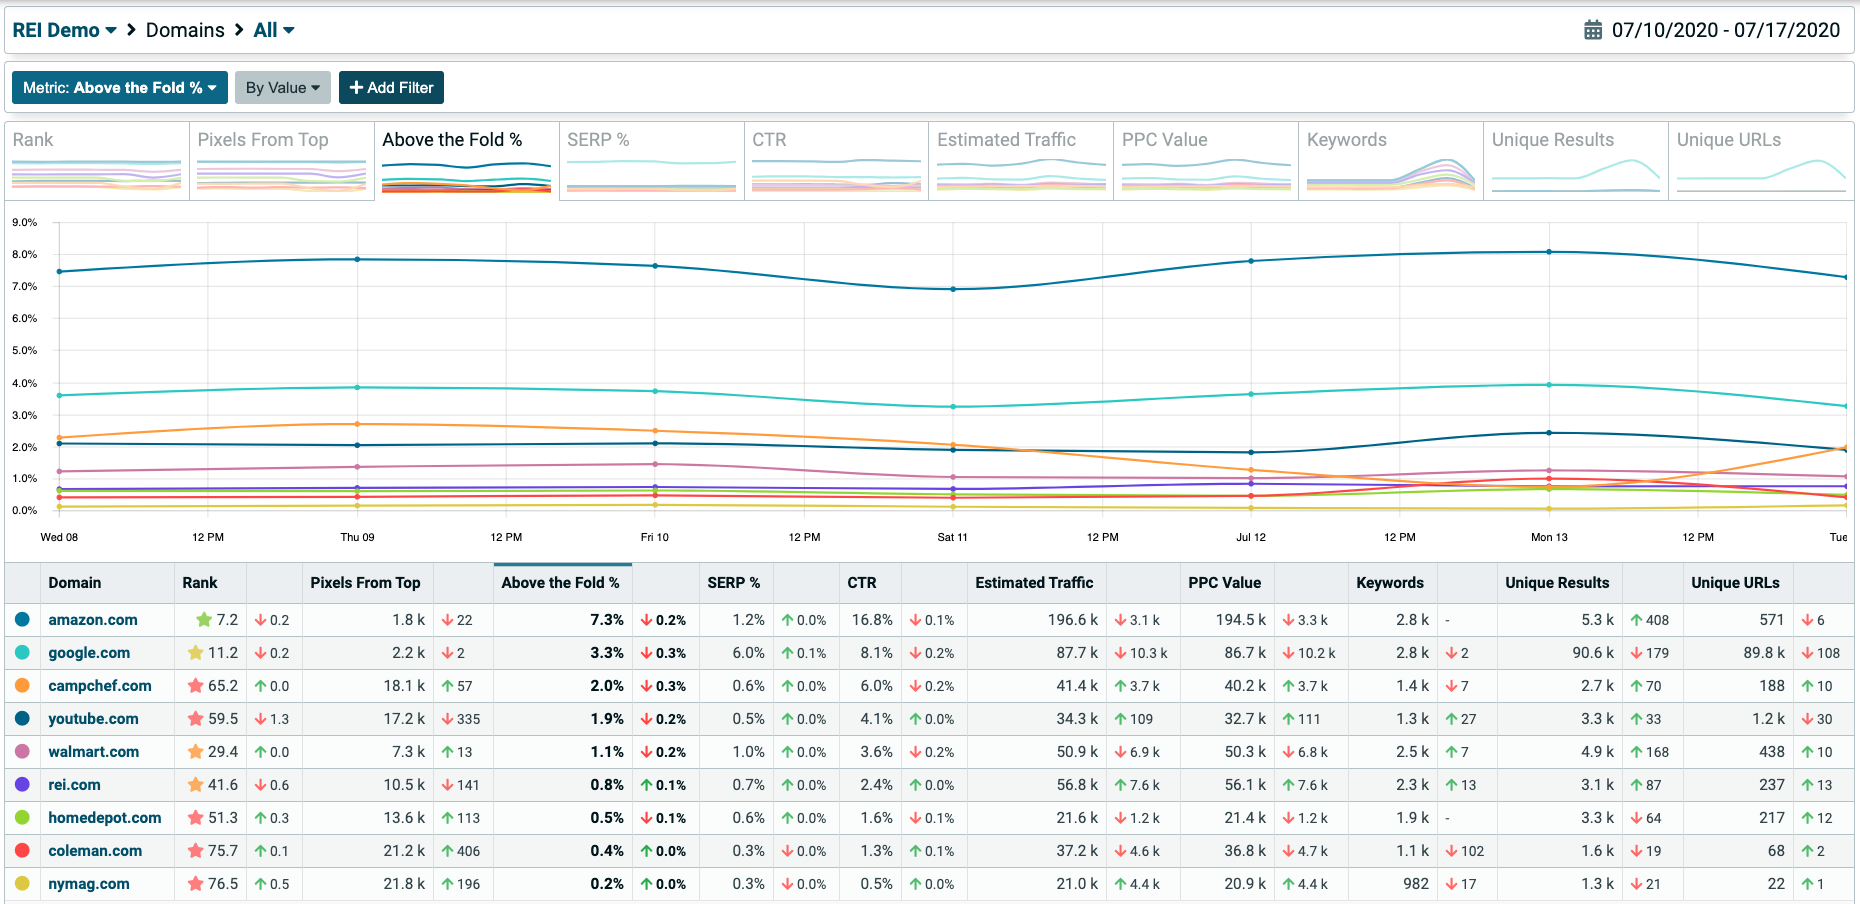 REI Demo Domains All 07/10/2020 - 07/17/2020
Metric: Above the Fold % By Value + Add Filter
Rank Pixels From Top Above the Fold % SERP % CTR Estimated Traffic PPC Value Keywords Unique Results Unique URLs
9.0%
8.0%
7.0%
6.0%
5.0%
4.0%
3.0%
2.0%
1.0%
0.0%
Wed 08 12 PM Thu 09 12 PM Fri 10 12 PM Sat 11 12 PM Jul 12 12 PM Mon 13 12 PM Tue
Domain Rank Pixels From Top Above the Fold % SERP % CTR Estimated Traffic PPC Value Keywords Unique Results Unique URLs
amazon.com 7.2 0.2 1.8 k 22 7.3% 0.2% 1.2% 0.0% 16.8% 0.1% 196.6 k 3.1 k 194.5 k 3.3 k 2.8 k - 5.3 k 408 571 6
google.com 11.2 0.2 2.2 k 2 3.3% 0.3% 6.0% 0.1% 8.1% 0.2% 87.7 k 10.3 k 86.7 k 10.2 k 2.8 k 2 90.6 k 179 89.8 k 108
campchef.com 65.2 0.0 18.1 k 57 2.0% 0.3% 0.6% 0.0% 6.0% 0.2% 41.4 k 3.7 k 40.2 k 3.7 k 1.4 k 7 2.7 k 70 188 10
youtube.com 59.5 1.3 17.2 k 335 1.9% 0.2% 0.5% 0.0% 4.1% 0.0% 34.3 k 109 32.7 k 111 1.3 k 27 3.3 k 33 1.2 k 30
walmart.com 29.4 0.0 7.3 k 13 1.1% 0.2% 1.0% 0.0% 3.6% 0.2% 50.9 k 6.9 k 50.3 k 6.8 k 2.5 k 7 4.9 k 168 438 10
rei.com 41.6 0.6 10.5 k 141 0.8% 0.1% 0.7% 0.0% 2.4% 0.0% 56.8 k 7.6 k 56.1 k 7.6 k 2.3 k 13 3.1 k 87 237 13
homedepot.com 51.3 0.3 13.6 k 113 0.5% 0.1% 0.6% 0.0% 1.6% 0.1% 21.6 k 1.2 k 21.4 k 1.2 k 1.9 k - 3.3 k 64 217 12
coleman.com 75.7 0.1 21.2 k 406 0.4% 0.0% 0.3% 0.0% 1.3% 0.1% 37.2 k 4.6 k 36.8 k 4.7 k 1.1 k 102 1.6 k 19 68 2
nymag.com 76.5 0.5 21.8 k 196 0.2% 0.0% 0.3% 0.0% 0.5% 0.0% 21.0 k 4.4 k 20.9 k 4.4 k 982 17 1.3 k 21 22 1